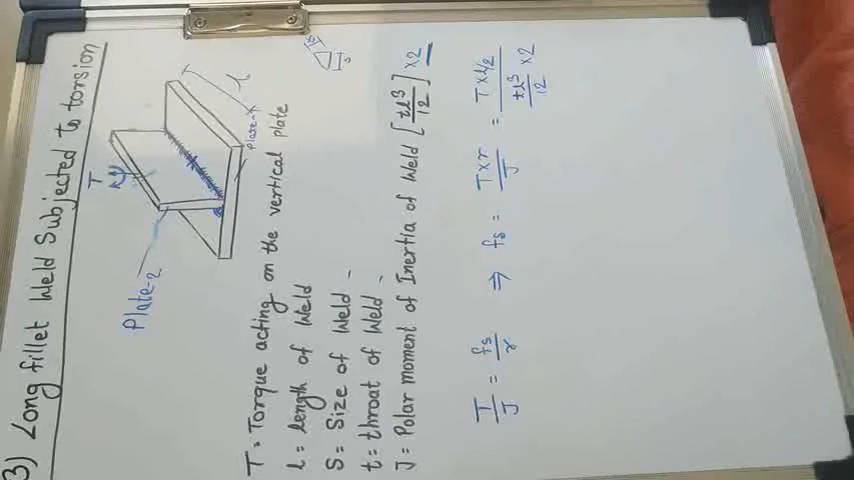 3) Long fillet Weld Subjected to torsion
T
Plate-2
Plate-1
l
t
s
T = Torque acting on the vertical plate
l = length of Weld
S = Size of Weld
t = throat of Weld
J = Polar moment of Inertia of Weld [tl³/12] ×2
T/J = fs/r ⇒ fs = T×r/J = T×l/2 / tl³/12 ×2